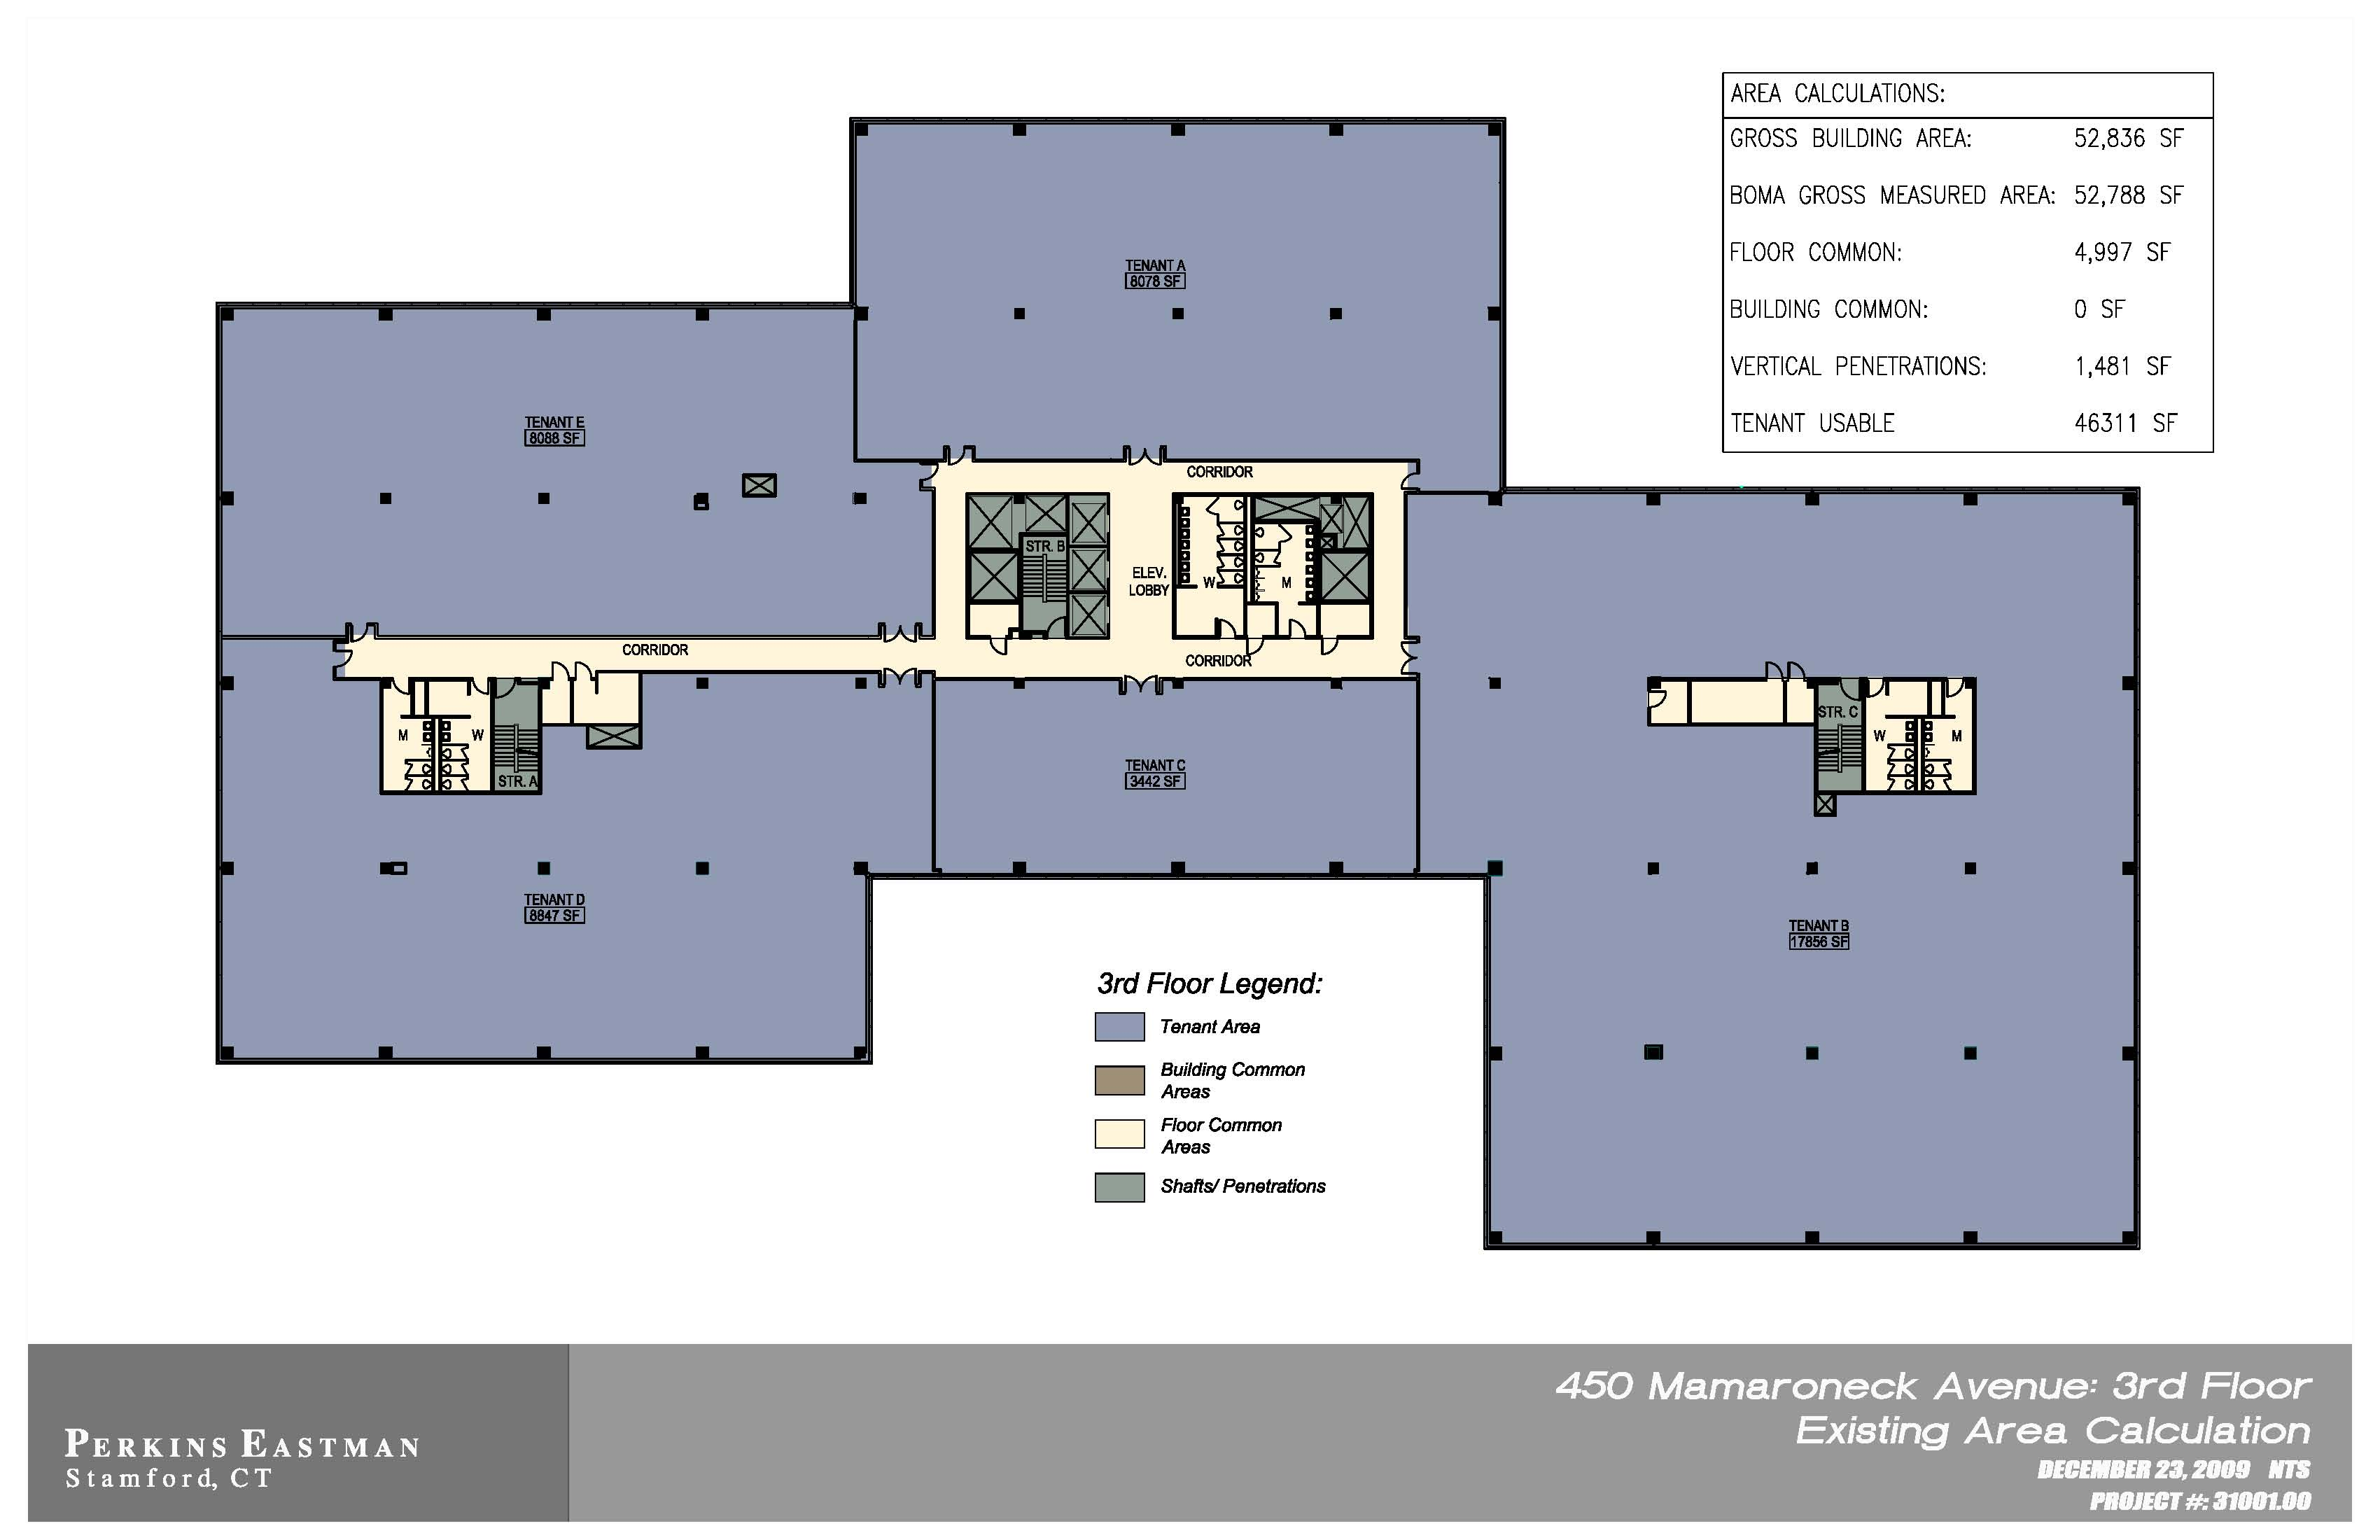 AREA CALCULATIONS:
GROSS BUILDING AREA: 52,836 SF
BOMA GROSS MEASURED AREA: 52,788 SF
FLOOR COMMON: 4,997 SF
BUILDING COMMON: 0 SF
VERTICAL PENETRATIONS: 1,481 SF
TENANT USABLE 46311 SF
TENANT A
8078 SF
TENANT E
8088 SF
CORRIDOR
STR. B
ELEV.
LOBBY
W
M
CORRIDOR
CORRIDOR
M
W
STR. A
STR. C
W
M
TENANT C
3442 SF
TENANT D
8847 SF
TENANT B
17856 SF
3rd Floor Legend:
Tenant Area
Building Common
Areas
Floor Common
Areas
Shafts/ Penetrations
PERKINS EASTMAN
Stamford, CT
450 Mamaroneck Avenue: 3rd Floor
Existing Area Calculation
DECEMBER 23, 2009 NTS
PROJECT #: 31001.00